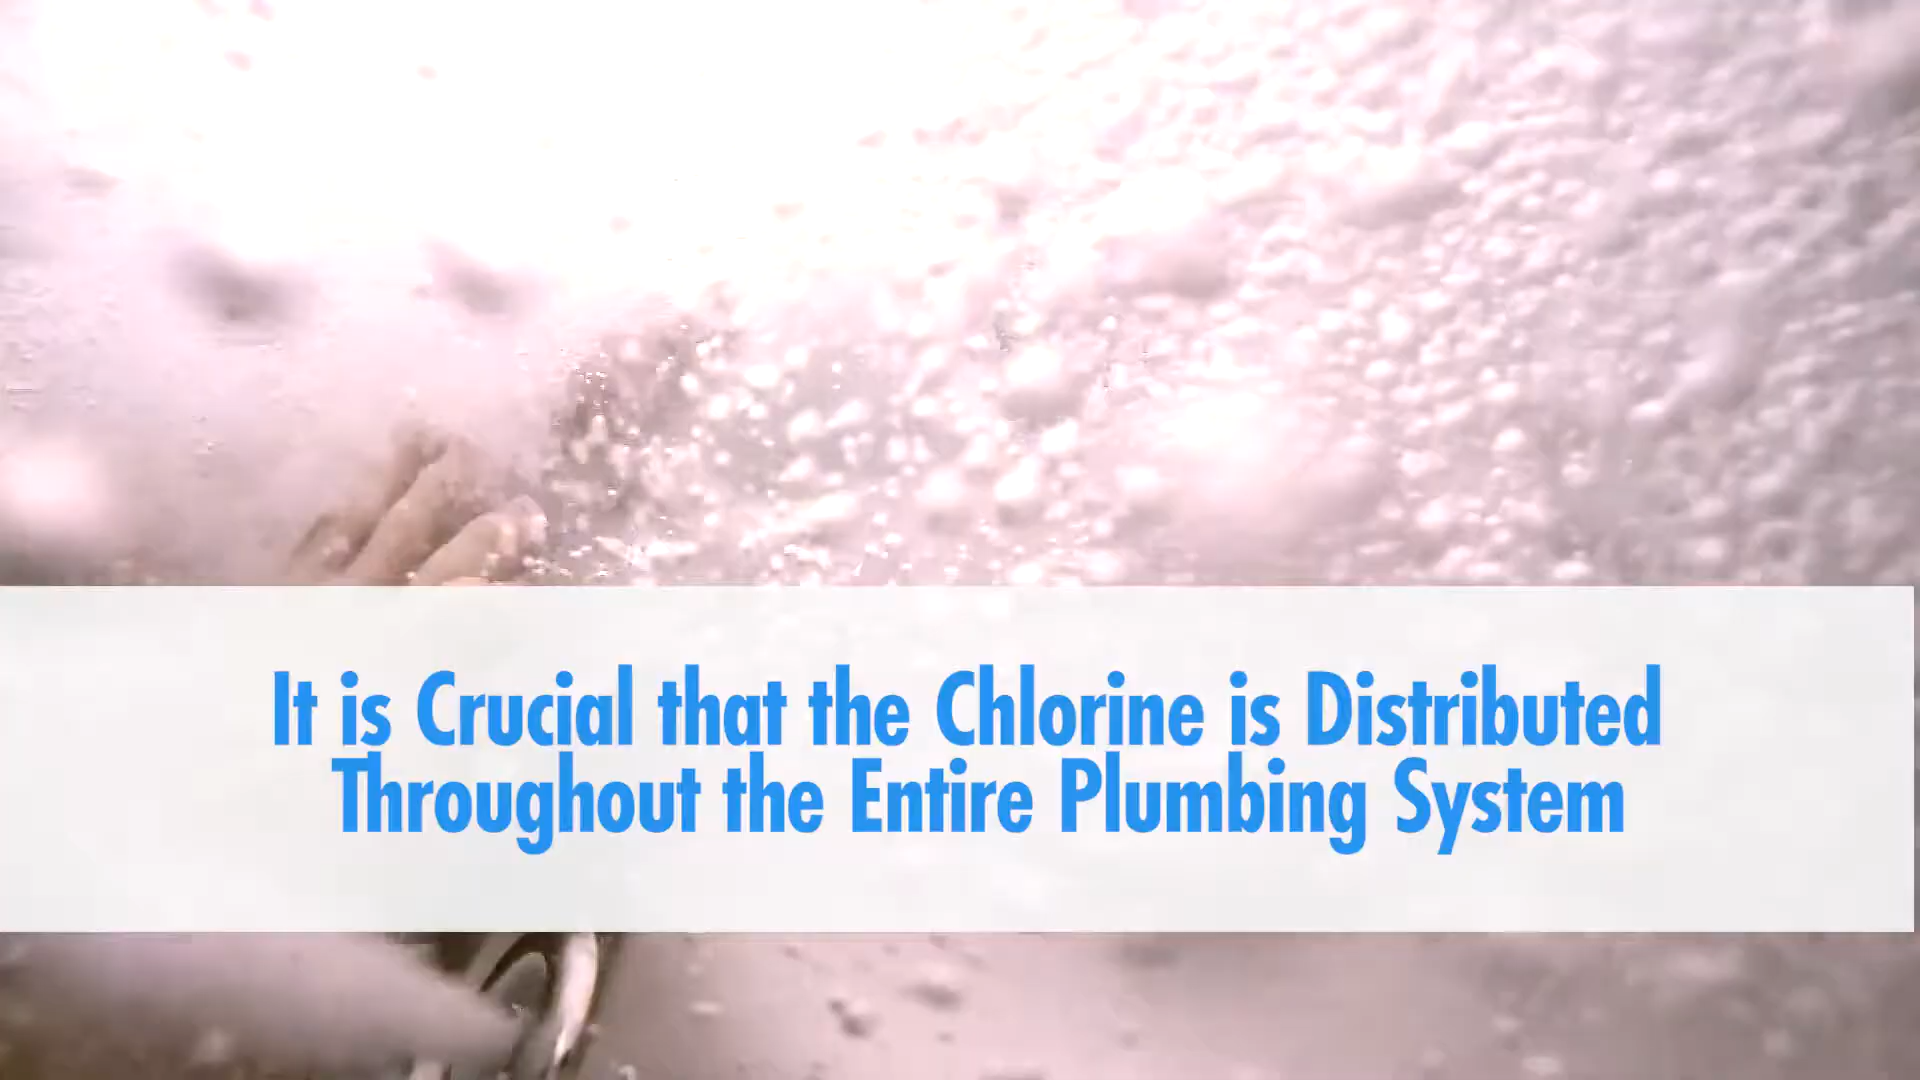 It is Crucial that the Chlorine is Distributed
Throughout the Entire Plumbing System